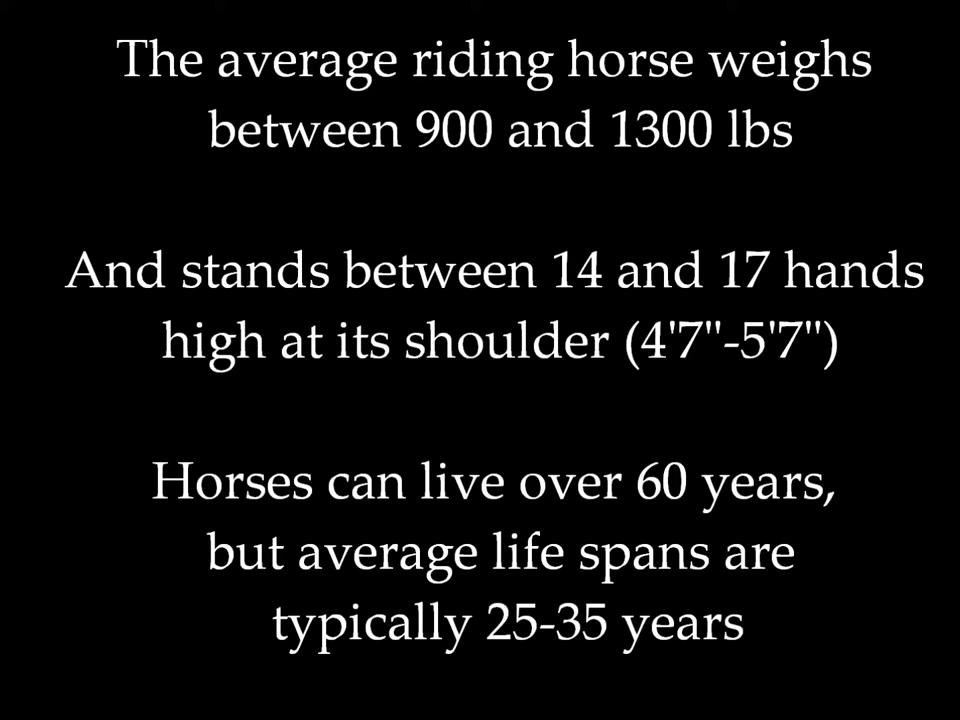 The average riding horse weighs
between 900 and 1300 lbs
And stands between 14 and 17 hands
high at its shoulder (4'7"-5'7")
Horses can live over 60 years,
but average life spans are
typically 25-35 years